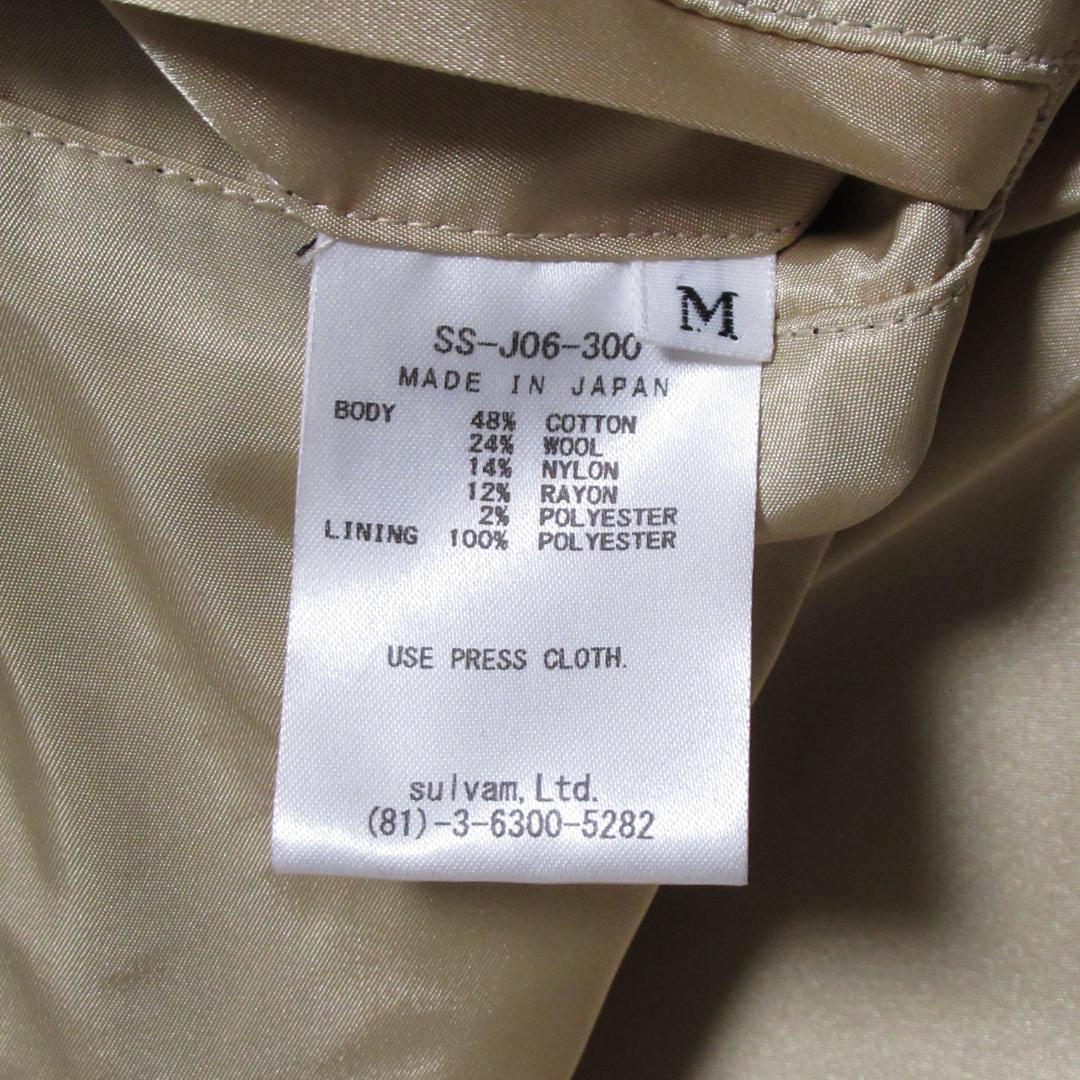 M
SS-J06-300
MADE IN JAPAN
BODY 48% COTTON
24% WOOL
14% NYLON
12% RAYON
2% POLYESTER
LINING 100% POLYESTER
USE PRESS CLOTH.
sulvam, Ltd.
(81)-3-6300-5282